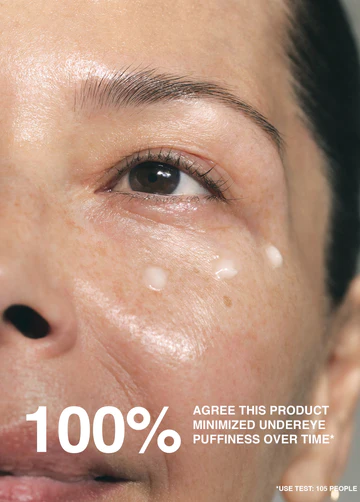 100%
AGREE THIS PRODUCT
MINIMIZED UNDEREYE
PUFFINESS OVER TIME*
*USE TEST: 105 PEOPLE